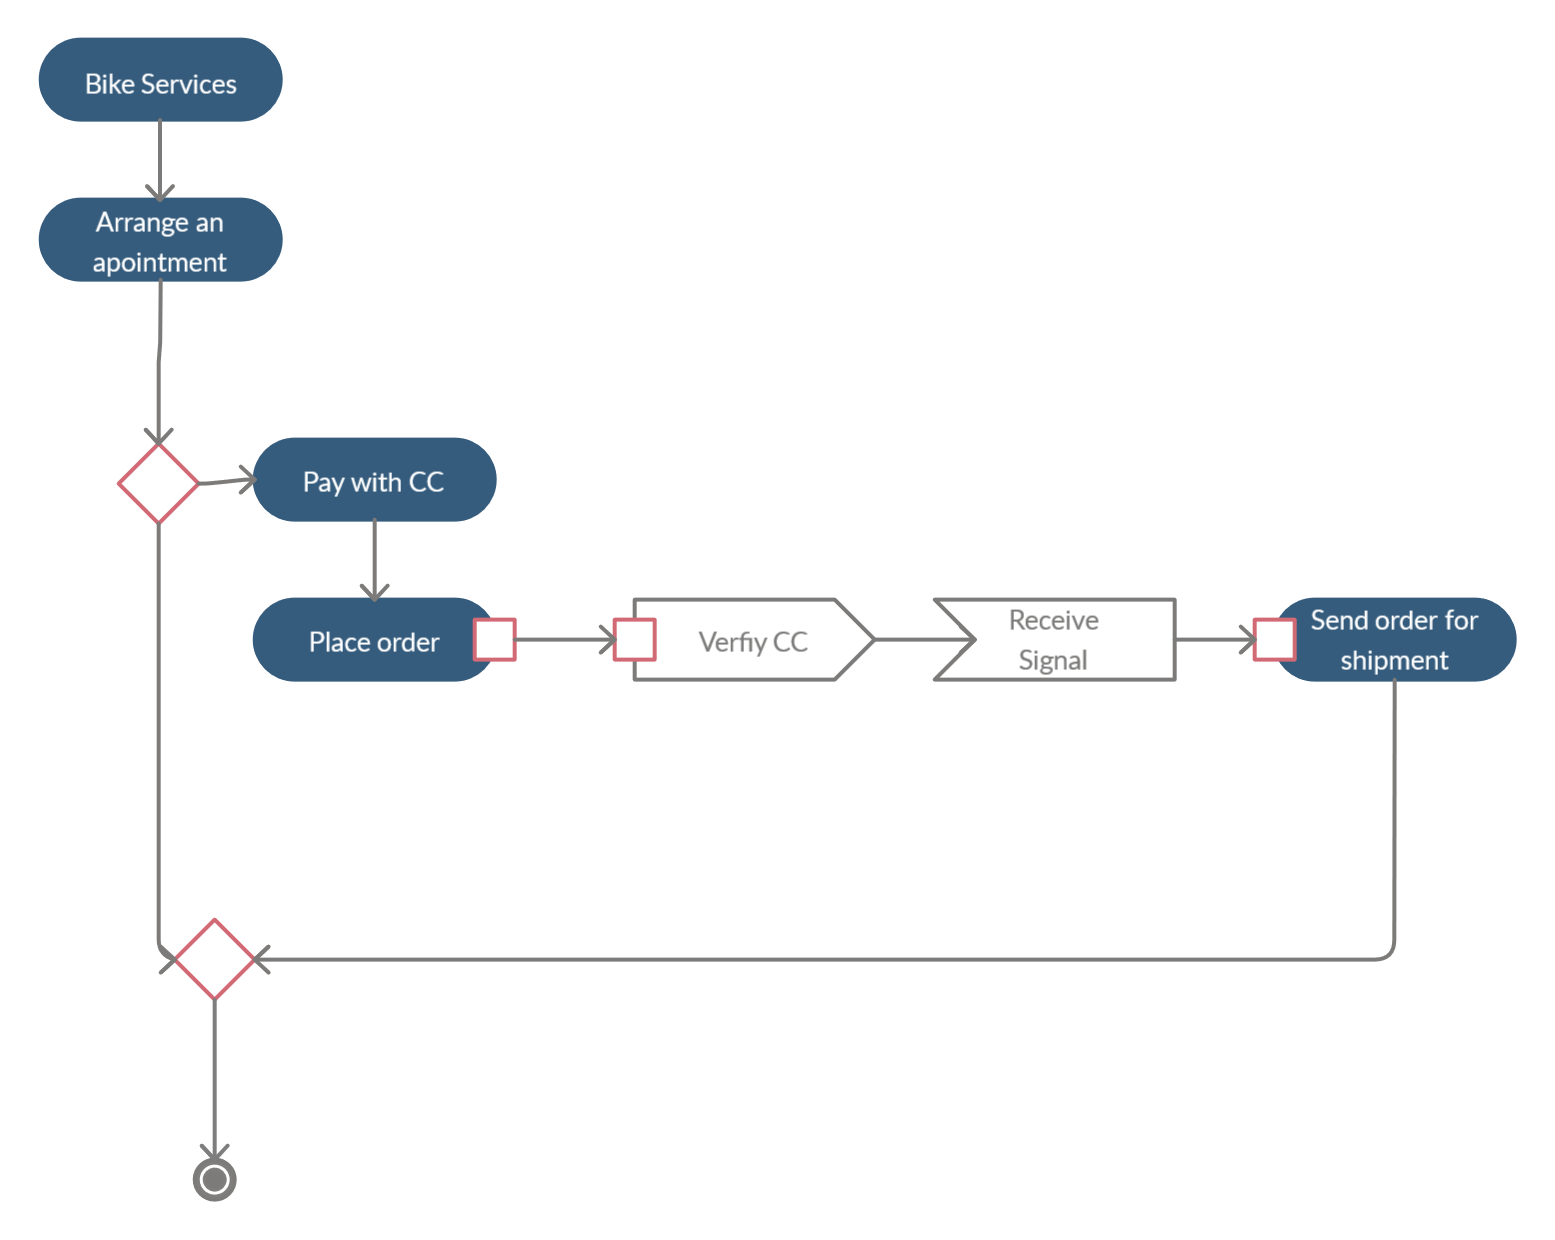 Bike Services
Arrange an
apointment
Pay with CC
Place order
Verfiy CC
Receive
Signal
Send order for
shipment